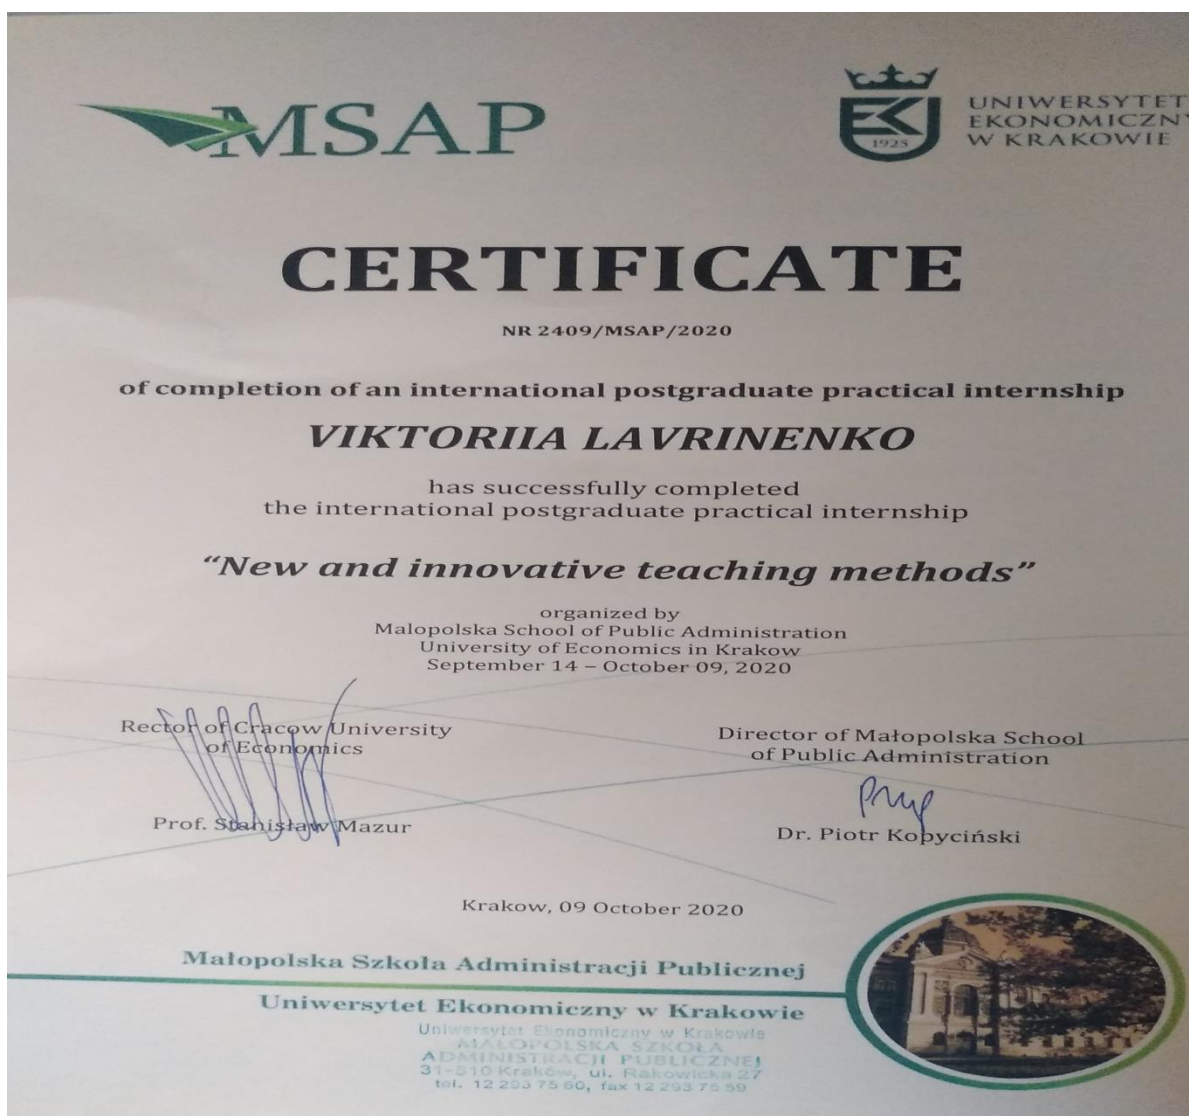 MSAP
EK
1925
UNIWERSYTET
EKONOMICZNY
W KRAKOWIE
CERTIFICATE
NR 2409/MSAP/2020
of completion of an international postgraduate practical internship
VIKTORIIA LAVRINENKO
has successfully completed
the international postgraduate practical internship
“New and innovative teaching methods”
organized by
Malopolska School of Public Administration
University of Economics in Krakow
September 14 – October 09, 2020
Rector of Cracow University
of Economics
Prof. Stanisław Mazur
Director of Małopolska School
of Public Administration
Dr. Piotr Kopyciński
Krakow, 09 October 2020
Małopolska Szkoła Administracji Publicznej
Uniwersytet Ekonomiczny w Krakowie
Uniwersytet Ekonomiczny w Krakowie
MAŁOPOLSKA SZKOŁA
ADMINISTRACJI PUBLICZNEJ
31-510 Kraków, ul. Rakowicka 27
tel. 12 293 75 60, fax 12 293 75 59